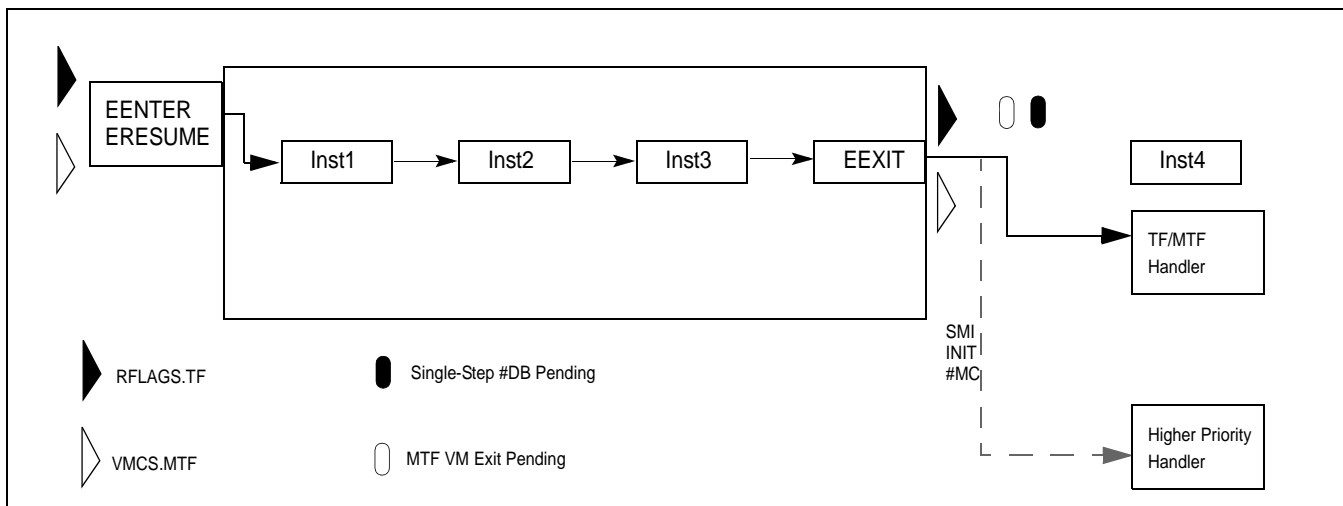 EENTER
ERESUME
Inst1
Inst2
Inst3
EEXIT
Inst4
TF/MTF
Handler
SMI
INIT
#MC
RFLAGS.TF
Single-Step #DB Pending
VMCS.MTF
MTF VM Exit Pending
Higher Priority
Handler